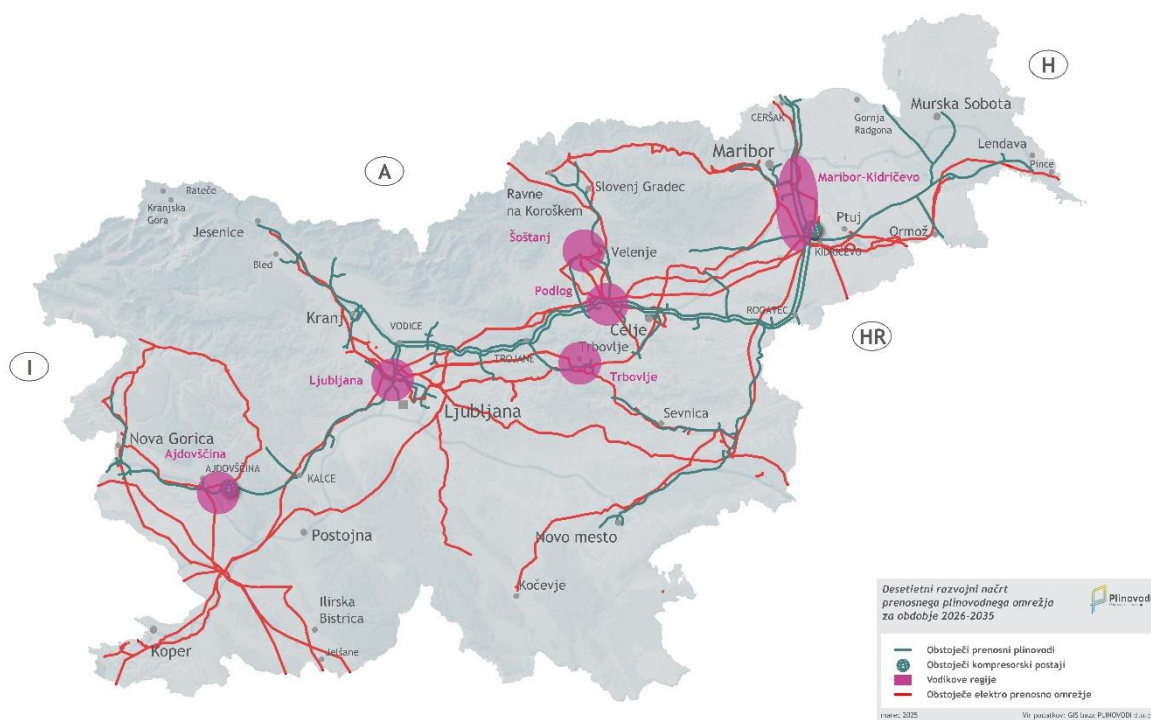 H
CERŠAK
Gornja
Radgona
Murska Sobota
Lendava
Pince
Maribor
Maribor-Kidričevo
A
Ravne
na Koroškem
Slovenj Gradec
Rateče
Kranjska
Gora
Jesenice
Šoštanj
Velenje
Ptuj
Ormož
KIDRIČEVO
Bled
Podlog
Kranj
VODICE
Celje
ROGATEC
HR
TROJANE
Trbovlje
I
Ljubljana
Trbovlje
Ljubljana
Sevnica
Nova Gorica
Ajdovščina
AJDOVŠČINA
KALCE
Postojna
Novo mesto
Kočevje
Ilirska
Bistrica
Koper
Jelšane
Desetletni razvojni načrt
prenosnega plinovodnega omrežja
za obdobje 2026-2035
Plinovodi
Obstoječi prenosni plinovodi
Obstoječi kompresorski postaji
Vodikove regije
Obstoječe elektro prenosno omrežje
marec 2025
Vir podatkov: GIS baza PLINOVODI d.o.o.